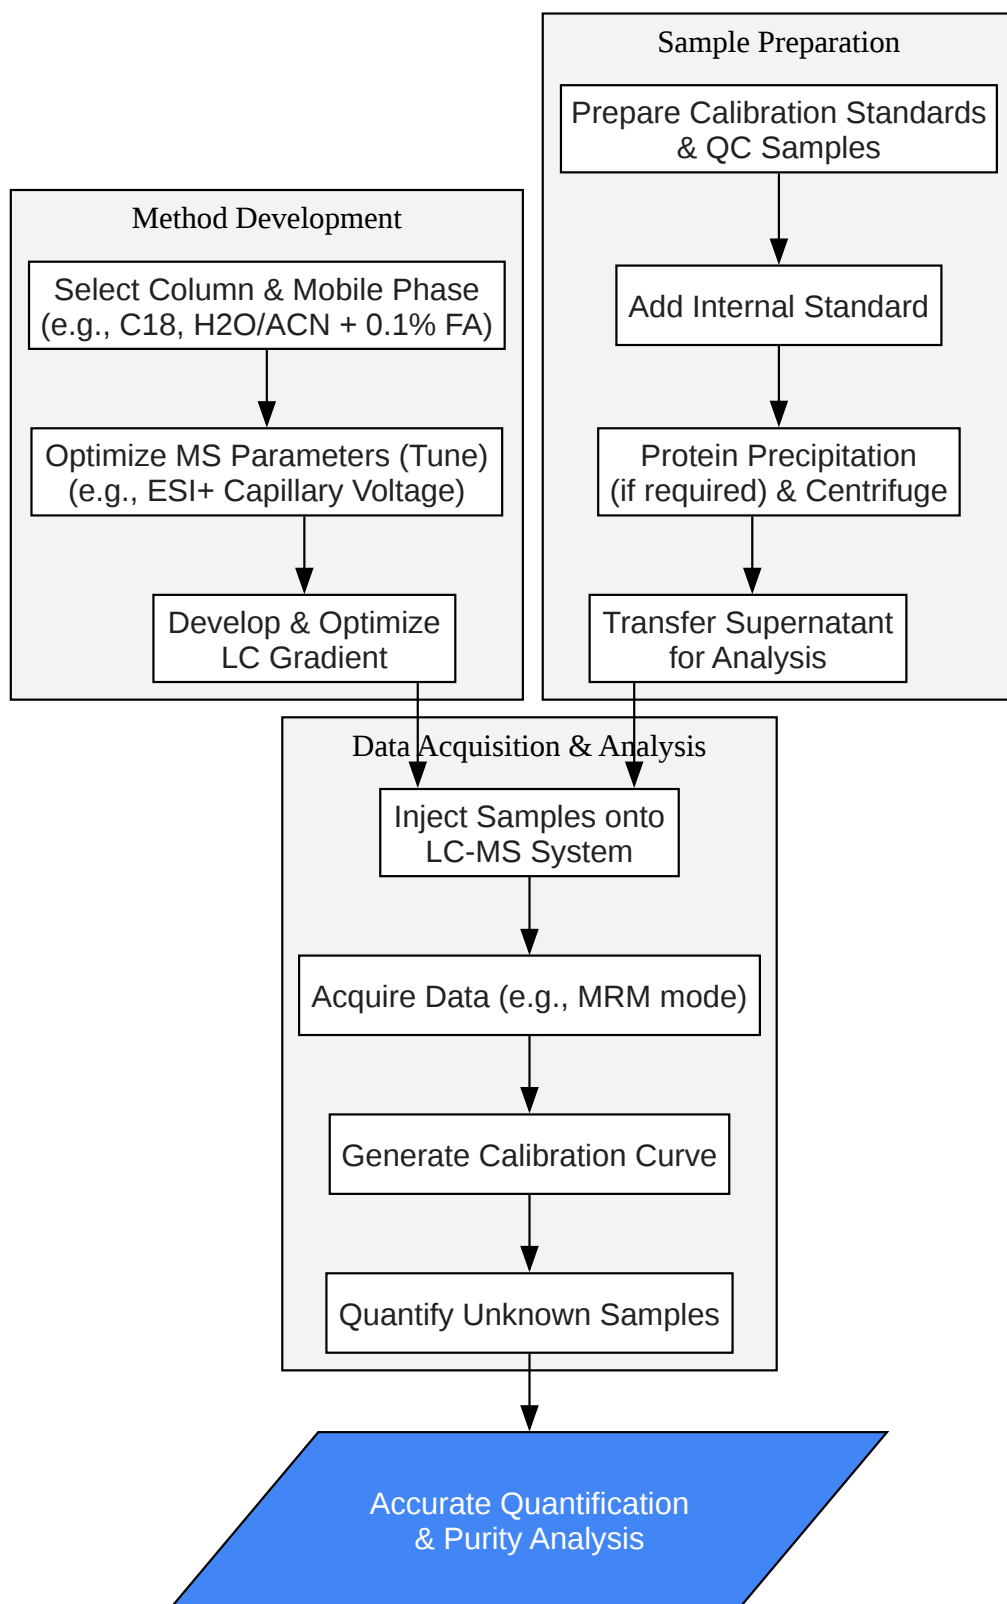 Sample Preparation
Prepare Calibration Standards
& QC Samples
Add Internal Standard
Protein Precipitation
(if required) & Centrifuge
Transfer Supernatant
for Analysis
Method Development
Select Column & Mobile Phase
(e.g., C18, H2O/ACN + 0.1% FA)
Optimize MS Parameters (Tune)
(e.g., ESI+ Capillary Voltage)
Develop & Optimize
LC Gradient
Data Acquisition & Analysis
Inject Samples onto
LC-MS System
Acquire Data (e.g., MRM mode)
Generate Calibration Curve
Quantify Unknown Samples
Accurate Quantification
& Purity Analysis